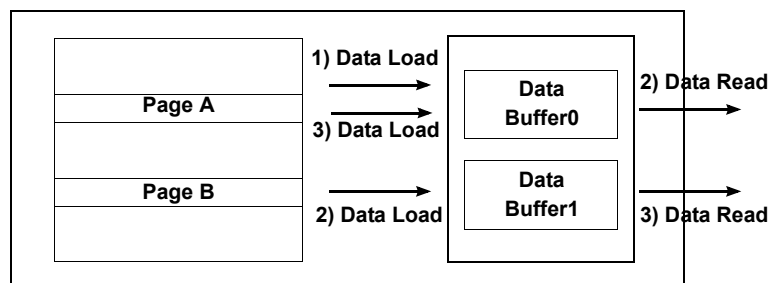 1) Data Load
Page A
3) Data Load
Data
Buffer0
2) Data Read
Page B
2) Data Load
Data
Buffer1
3) Data Read